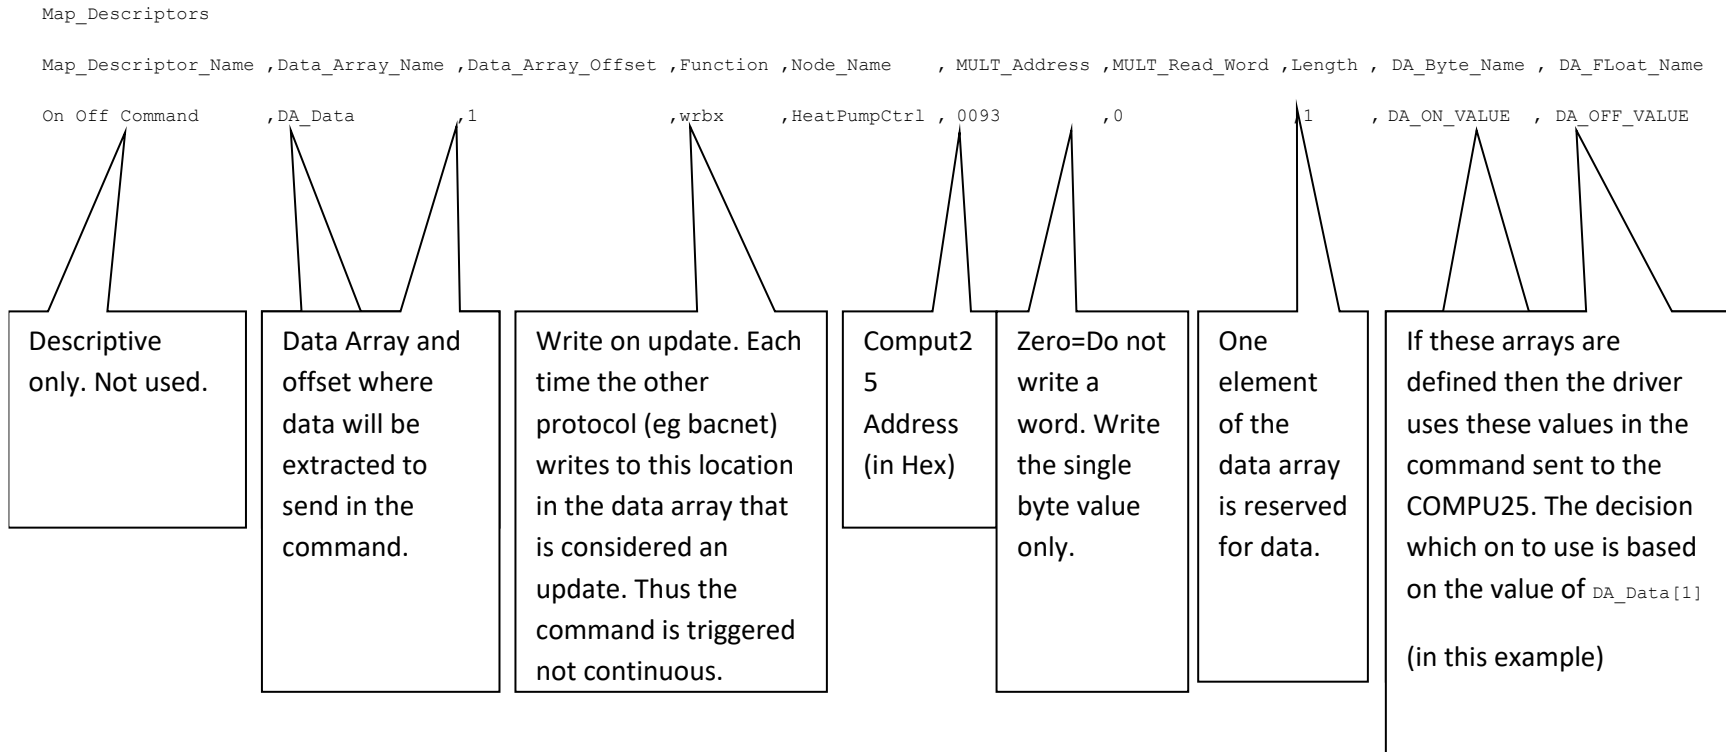 Map_Descriptors
Map_Descriptor_Name ,Data_Array_Name ,Data_Array_Offset ,Function ,Node_Name , MULT_Address ,MULT_Read_Word ,Length , DA_Byte_Name , DA_FLoat_Name
On Off Command ,DA_Data ,1 ,wrbx ,HeatPumpCtrl , 0093 ,0 ,1 , DA_ON_VALUE , DA_OFF_VALUE
Descriptive
only. Not used.
Data Array and
offset where
data will be
extracted to
send in the
command.
Write on update. Each
time the other
protocol (eg bacnet)
writes to this location
in the data array that
is considered an
update. Thus the
command is triggered
not continuous.
Comput2
5
Address
(in Hex)
Zero=Do not
write a
word. Write
the single
byte value
only.
One
element
of the
data array
is reserved
for data.
If these arrays are
defined then the driver
uses these values in the
command sent to the
COMPU25. The decision
which on to use is based
on the value of DA_Data[1]
(in this example)